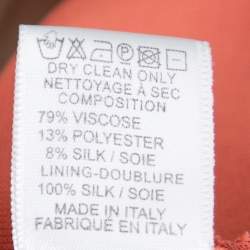 DRY CLEAN ONLY
NETTOYAGE À SEC
COMPOSITION
79% VISCOSE
13% POLYESTER
8% SILK / SOIE
LINING-DOUBLURE
100% SILK / SOIE
MADE IN ITALY
FABRIQUÉ EN ITALY